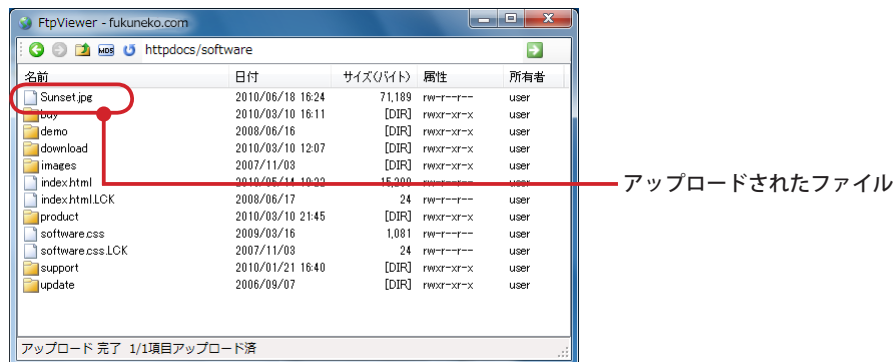 FtpViewer - fukuneko.com
MD5 httpdocs/software
名前 日付 サイズ(バイト) 属性 所有者
Sunset.jpg 2010/06/18 16:24 71,189 rw-r--r-- user
buy 2010/03/10 16:11 [DIR] rwxr-xr-x user
demo 2008/06/16 [DIR] rwxr-xr-x user
download 2010/03/10 12:07 [DIR] rwxr-xr-x user
images 2007/11/03 [DIR] rwxr-xr-x user
index.html user
アップロードされたファイル
index.html.LCK 2008/06/17 24 rw-r--r-- user
product 2010/03/10 21:45 [DIR] rwxr-xr-x user
software.css 2009/03/16 1,081 rw-r--r-- user
software.css.LCK 2007/11/03 24 rw-r--r-- user
support 2010/01/21 16:40 [DIR] rwxr-xr-x user
update 2006/09/07 [DIR] rwxr-xr-x user
アップロード 完了 1/1項目アップロード済